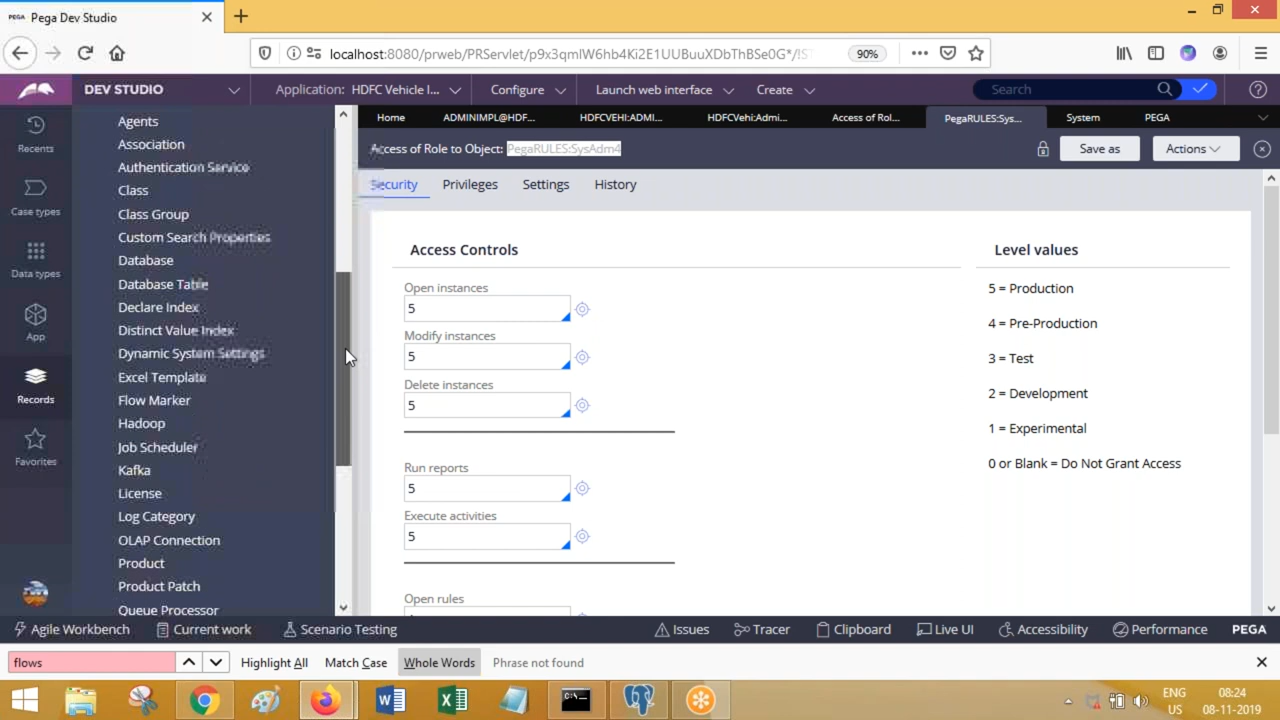 PEGA Pega Dev Studio
localhost:8080/prweb/PRServlet/p9x3qmlW6hb4Ki2E1UUBuuXDbThBSe0G*/!S
90%
DEV STUDIO
Application: HDFC Vehicle I...
Configure
Launch web interface
Create
Search
Home
ADMINIMPL@HDF...
HDFCVEHI:ADMI...
HDFCVehi:Admi...
Access of Rol...
PegaRULES:Sys...
System
PEGA
Access of Role to Object: PegaRULES:SysAdm4
Save as
Actions
Security
Privileges
Settings
History
Recents
Case types
Data types
App
Records
Favorites
Agents
Association
Authentication Service
Class
Class Group
Custom Search Properties
Database
Database Table
Declare Index
Distinct Value Index
Dynamic System Settings
Excel Template
Flow Marker
Hadoop
Job Scheduler
Kafka
License
Log Category
OLAP Connection
Product
Product Patch
Queue Processor
Access Controls
Open instances
5
Modify instances
5
Delete instances
5
Run reports
5
Execute activities
5
Open rules
Level values
5 = Production
4 = Pre-Production
3 = Test
2 = Development
1 = Experimental
0 or Blank = Do Not Grant Access
Agile Workbench
Current work
Scenario Testing
Issues
Tracer
Clipboard
Live UI
Accessibility
Performance
PEGA
flows
Highlight All
Match Case
Whole Words
Phrase not found
ENG
US
08:24
08-11-2019